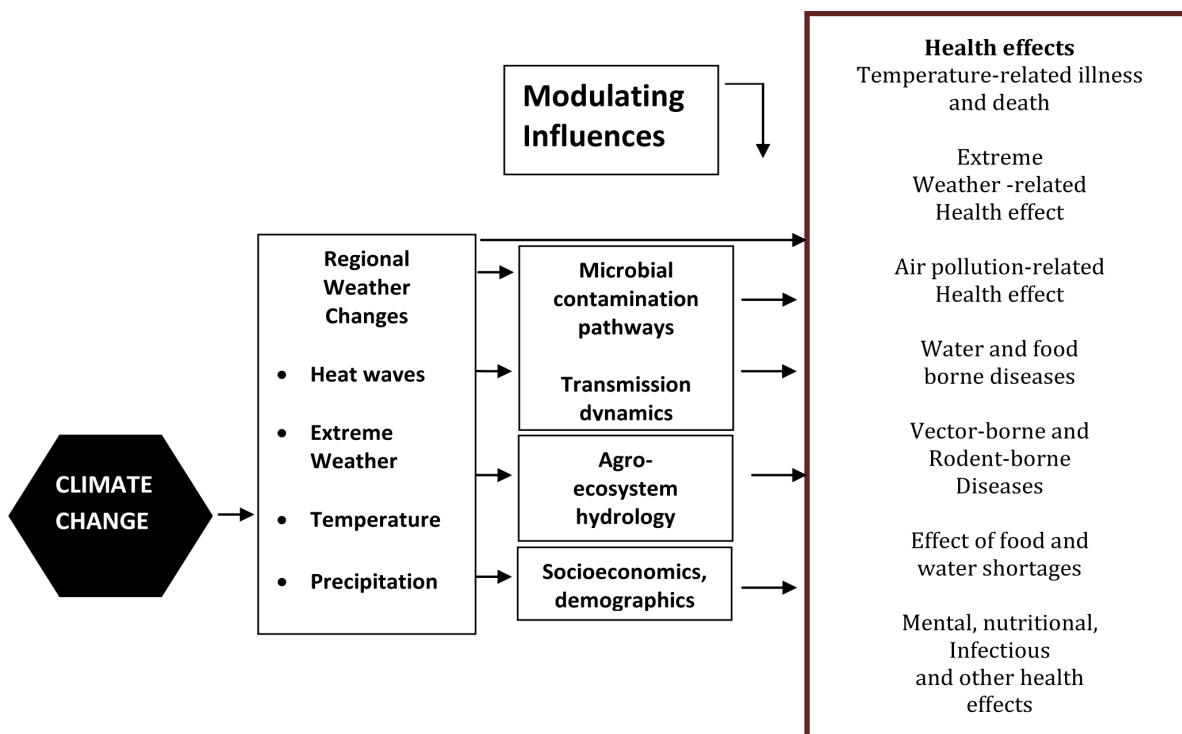 CLIMATE
CHANGE
Regional
Weather
Changes
• Heat waves
• Extreme
Weather
• Temperature
• Precipitation
Modulating
Influences
Microbial
contamination
pathways
Transmission
dvnamics
Agro-
ecosystem
hydrology
Socioeconomics,
demographics
Health effects
Temperature-related illness
and death
Extreme
Weather -related
Health effect
Air pollution-related
Health effect
Water and food
borne diseases
Vector-borne and
Rodent-borne
Diseases
Effect of food and
water shortages
Mental, nutritional,
Infectious
and other health
effects